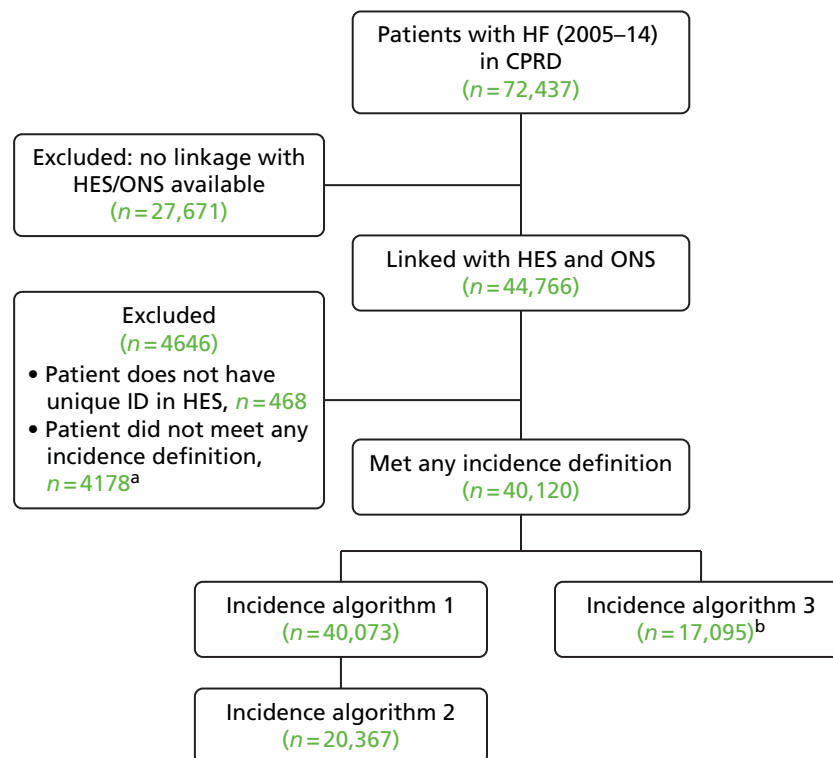 Patients with HF (2005–14)
in CPRD
(n=72,437)
Excluded: no linkage with
HES/ONS available
(n=27,671)
Linked with HES and ONS
(n=44,766)
Excluded
(n=4646)
• Patient does not have
unique ID in HES, n=468
• Patient did not meet any
incidence definition,
n=4178a
Met any incidence definition
(n=40,120)
Incidence algorithm 1
(n=40,073)
Incidence algorithm 3
(n=17,095)b
Incidence algorithm 2
(n=20,367)